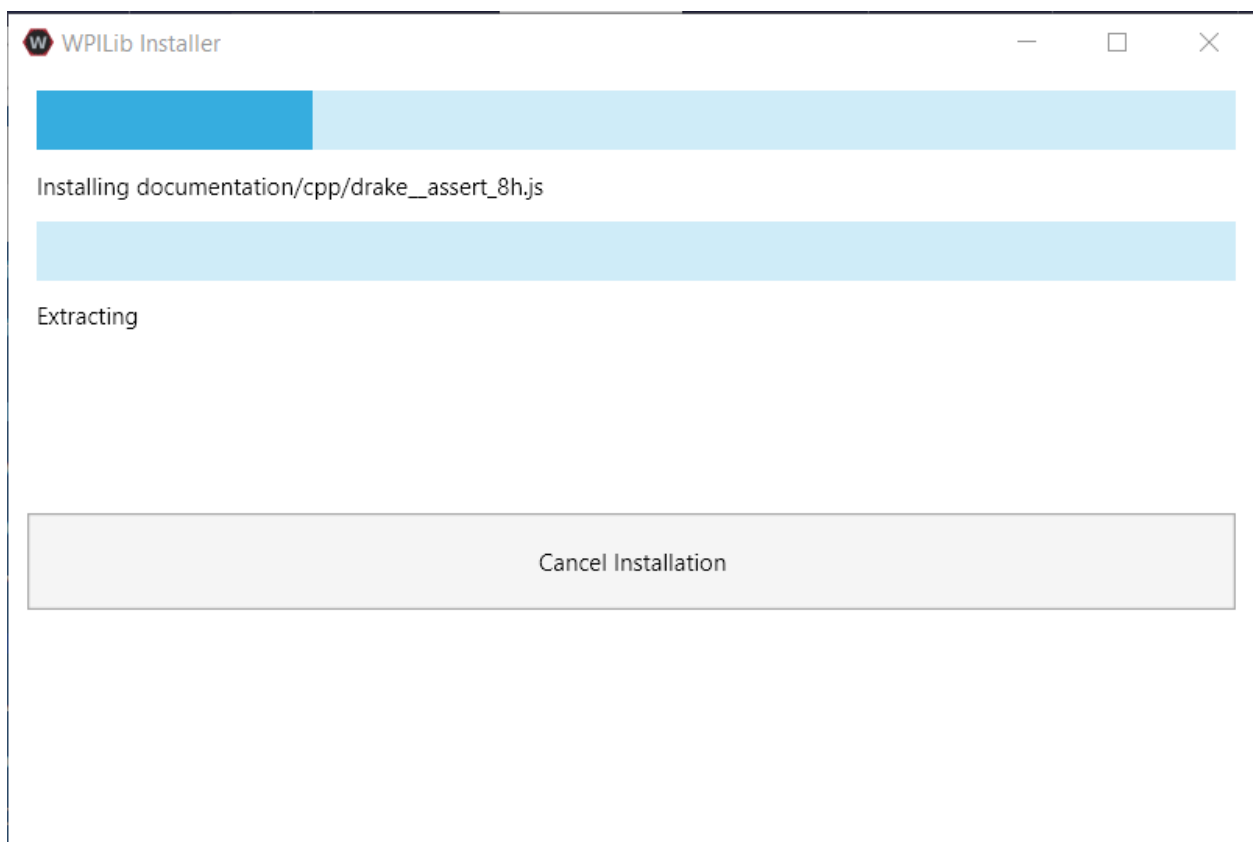 W WPILib Installer
Installing documentation/cpp/drake__assert_8h.js
Extracting
Cancel Installation